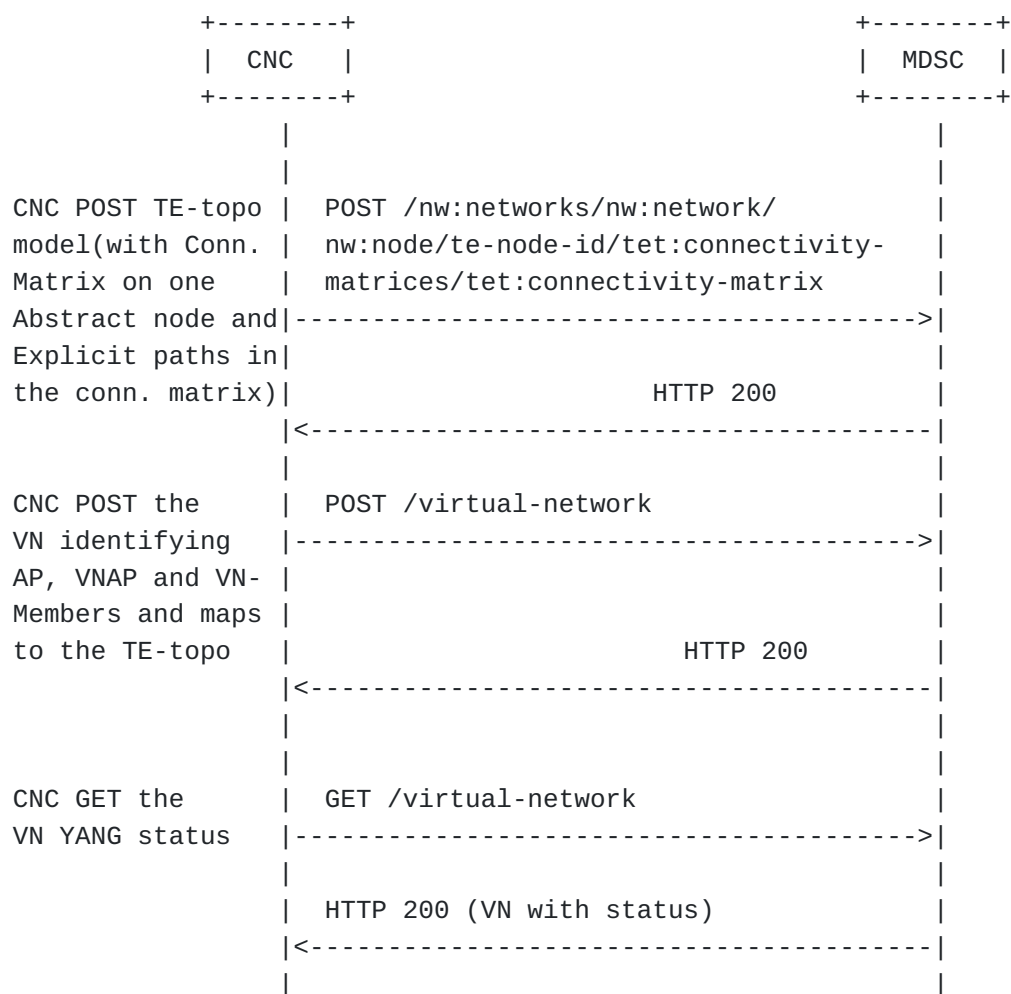 +--------+                                +--------+
|  CNC   |                                |  MDSC  |
+--------+                                +--------+
|                                         |
|                                         |
CNC POST TE-topo |  POST /nw:networks/nw:network/          |
model(with Conn. |  nw:node/te-node-id/tet:connectivity-   |
Matrix on one    |  matrices/tet:connectivity-matrix       |
Abstract node and|---------------------------------------->|
Explicit paths in|                                         |
the conn. matrix)|                       HTTP 200          |
|<----------------------------------------|
|                                         |
CNC POST the     |  POST /virtual-network                  |
VN identifying   |---------------------------------------->|
AP, VNAP and VN- |                                         |
Members and maps |                                         |
to the TE-topo   |                         HTTP 200        |
|<----------------------------------------|
|                                         |
|                                         |
CNC GET the      |  GET /virtual-network                   |
VN YANG status   |---------------------------------------->|
|                                         |
|  HTTP 200 (VN with status)              |
|<----------------------------------------|
|                                         |